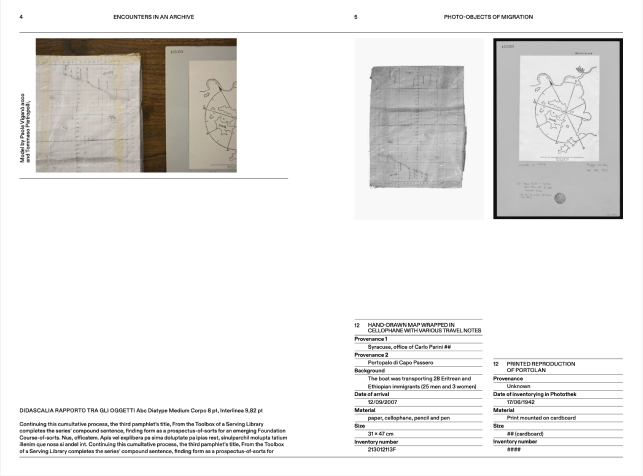 4
ENCOUNTERS IN AN ARCHIVE
5
PHOTO-OBJECTS OF MIGRATION
Model by Paola Viganò asco
and Tommaso Pietropolli,
DIDASCALIA RAPPORTO TRA GLI OGGETTI Abc Diatype Medium Corpo 8 pt, Interlinea 9,82 pt
Continuing this cumultative process, the third pamphlet's title, From the Toolbox of a Serving Library
completes the series' compound sentence, finding form as a prospectus-of-sorts for an emerging Foundation
Course-of-sorts. Nus, officatem. Apis vel explibera pa sima doluptate pa ipias rest, sinulparchil molupta tatium
illenim que noss si andel int. Continuing this cumultative process, the third pamphlet's title, From the Toolbox
of a Serving Library completes the series' compound sentence, finding form as a prospectus-of-sorts for
12 HAND-DRAWN MAP WRAPPED IN
CELLOPHANE WITH VARIOUS TRAVEL NOTES
Provenance 1
Syracuse, office of Carlo Parini ##
Provenance 2
Portopalo di Capo Passero
Background
The boat was transporting 28 Eritrean and
Ethiopian immigrants (25 men and 3 women)
Date of arrival
12/09/2007
Material
paper, cellophane, pencil and pen
Size
31 × 47 cm
Inventory number
213012113F
12 PRINTED REPRODUCTION
OF PORTOLAN
Provenance
Unknown
Date of inventorying in Photothek
17/06/1942
Material
Print mounted on cardboard
Size
## (cardboard)
Inventory number
####